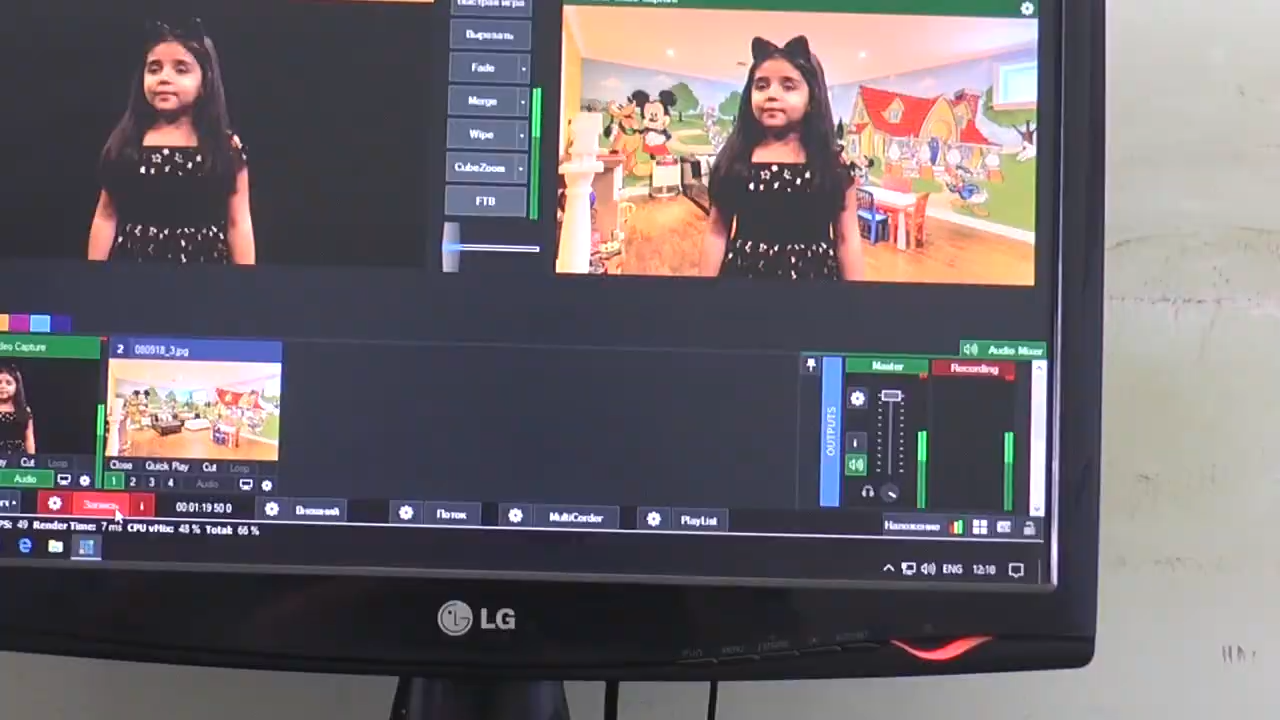 Быстрая игра
Вырезать
Fade
Merge
Wipe
CubeZoom
FTB
Audio Mixer
Capture
2 080918_3.jpg
Master
Recording
OUTPUTS
Cut Loop
Close Quick Play Cut Loop
Audio
1 2 3 4 Audio
Запись
00:01:19 50 0
Внешний
Поток
MultiCorder
PlayList
49 Render Time: 7 ms CPU vMix: 48 % Total: 66 %
Наложение
ENG 12:10
LG